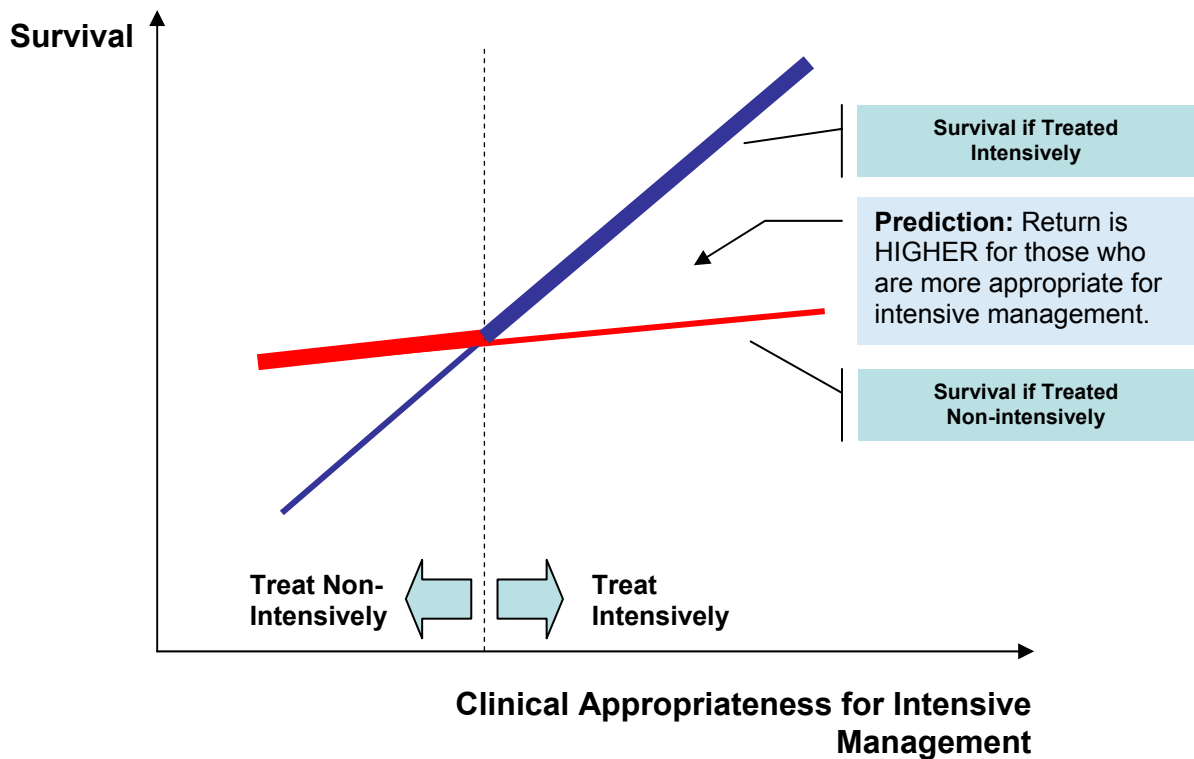 Survival
Survival if Treated
Intensively
Prediction: Return is
HIGHER for those who
are more appropriate for
intensive management.
Survival if Treated
Non-intensively
Treat Non-
Intensively
Treat
Intensively
Clinical Appropriateness for Intensive
Management